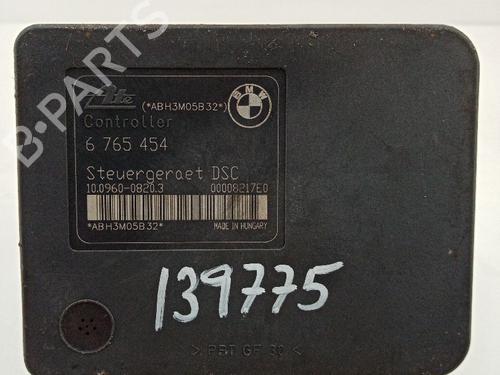 Ate
(*ABH3M05B32*)
BMW
Controller
6 765 454
Steuergeraet DSC
10.0960-0820.3 00008217E0
*ABH3M05B32*
MADE IN HUNGARY
139775
> PBT GF 30 <
B-PARTS